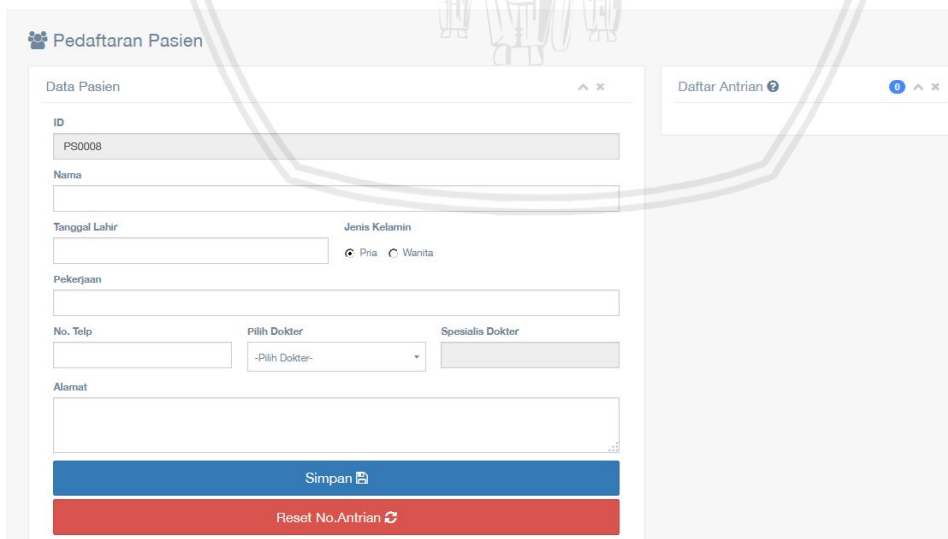 Pedaftaran Pasien
Data Pasien
ID
PS0008
Nama
Tanggal Lahir Jenis Kelamin
Pria Wanita
Pekerjaan
No. Telp Pilih Dokter Spesialis Dokter
-Pilih Dokter-
Alamat
Simpan
Reset No.Antrian
Daftar Antrian 0